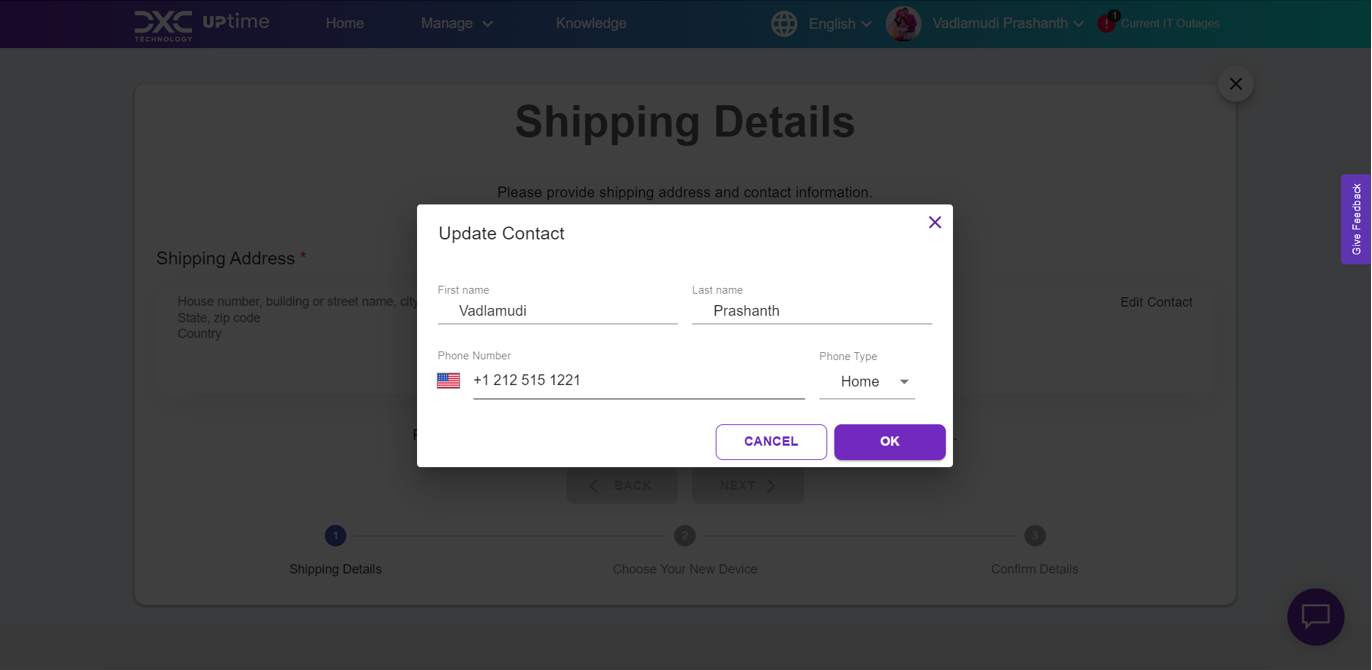 DXC
TECHNOLOGY
UPtime
Home
Manage
Knowledge
English
Vadlamudi Prashanth
1
!
Current IT Outages
Shipping Details
Please provide shipping address and contact information.
Give Feedback
Update Contact
Shipping Address *
First name
Last name
House number, building or street name, city
Vadlamudi
Prashanth
Edit Contact
State, zip code
Country
Phone Number
Phone Type
+1 212 515 1221
Home
CANCEL
OK
BACK
NEXT
1
2
3
Shipping Details
Choose Your New Device
Confirm Details